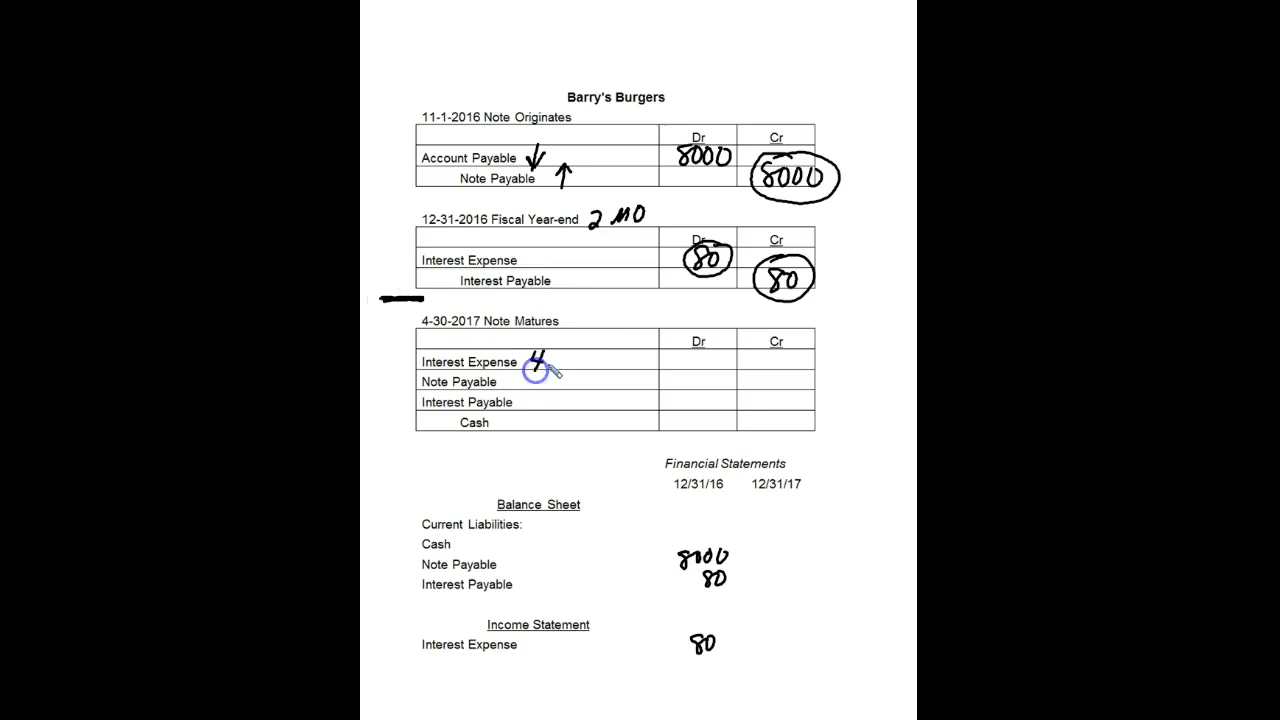 Barry's Burgers
11-1-2016 Note Originates
Dr Cr
Account Payable 8000
Note Payable 8000
12-31-2016 Fiscal Year-end 2 MO
Dr Cr
Interest Expense 80
Interest Payable 80
4-30-2017 Note Matures
Dr Cr
Interest Expense 4
Note Payable
Interest Payable
Cash
Financial Statements
12/31/16 12/31/17
Balance Sheet
Current Liabilities:
Cash
Note Payable 8000
Interest Payable 80
Income Statement
Interest Expense 80